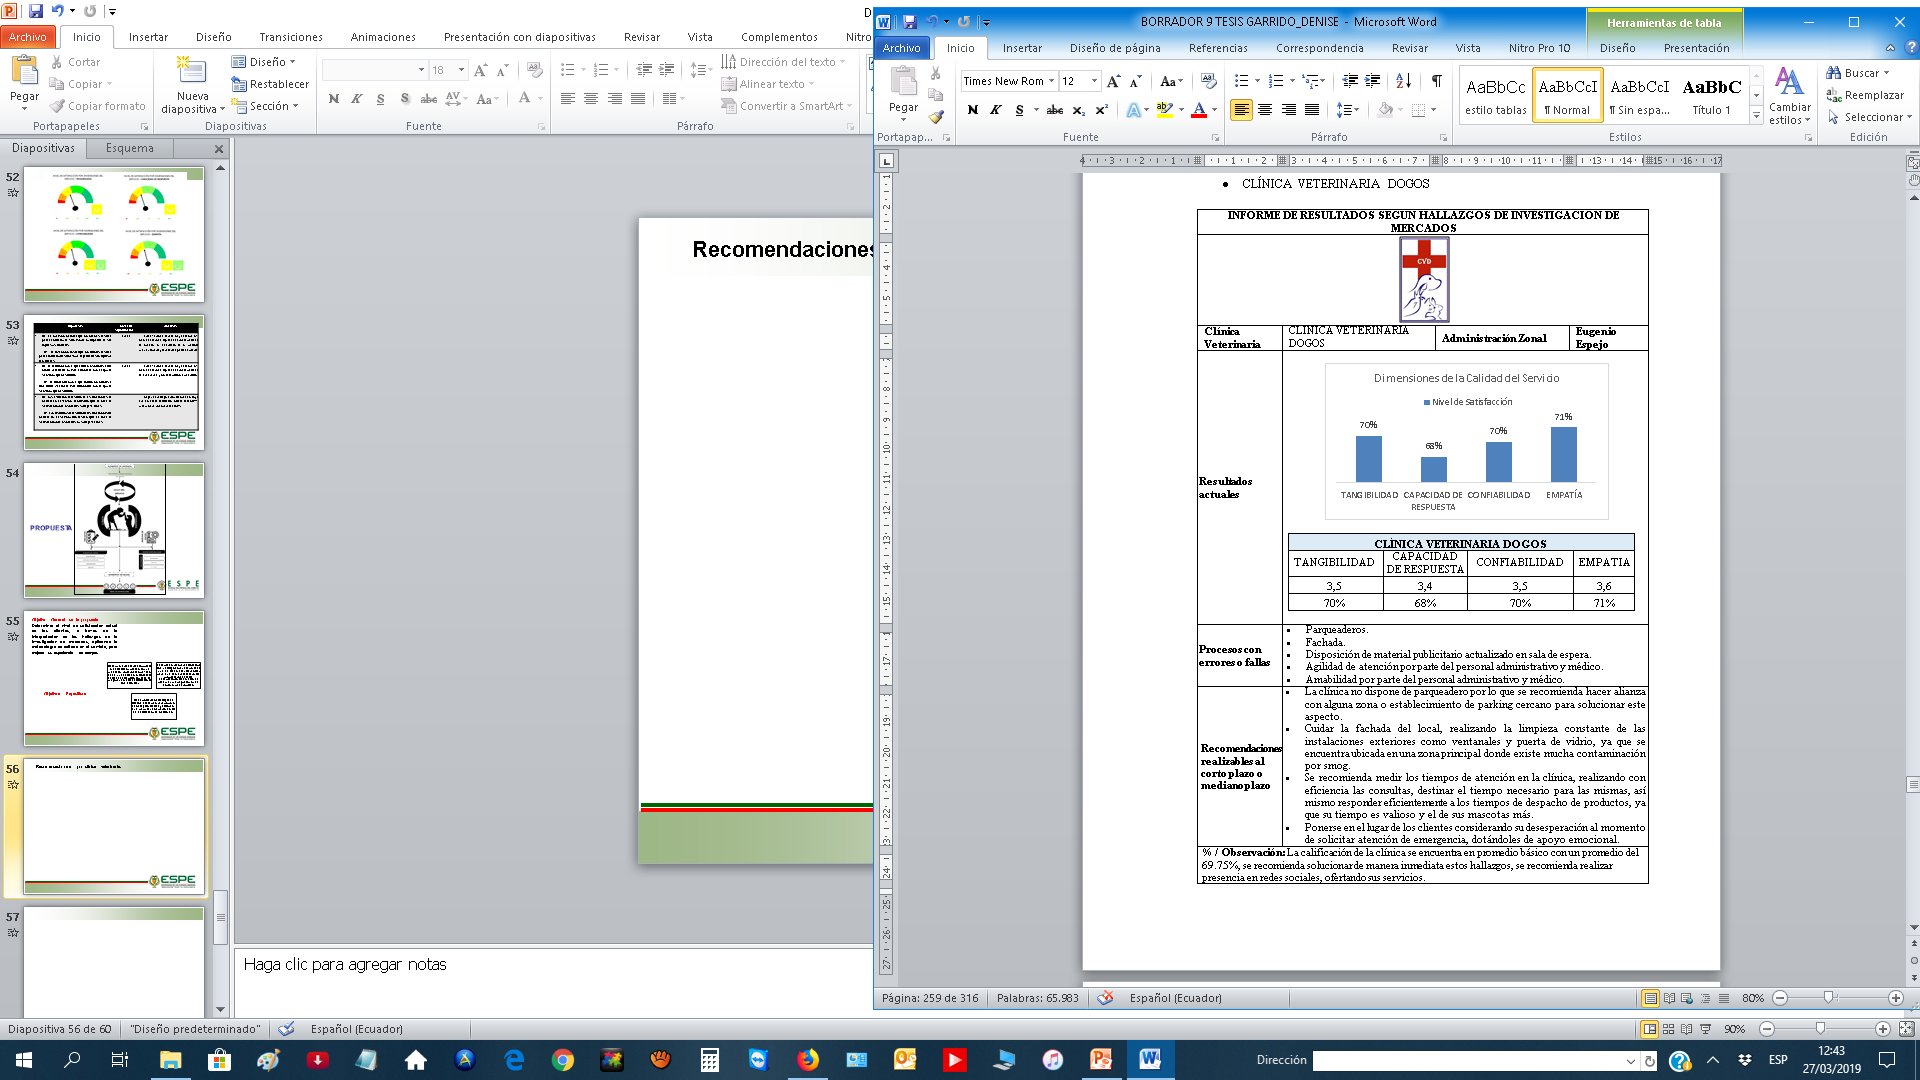 Archivo
Inicio
Insertar
Diseño
Transiciones
Animaciones
Presentación con diapositivas
Revisar
Vista
Complementos
Nitro
Pegar
Cortar
Copiar
Copiar formato
Portapapeles
Nueva
diapositiva
Diseño
Restablecer
Sección
Diapositivas
18
Fuente
Dirección del texto
Alinear texto
Convertir a SmartArt
Párrafo
Diapositivas
Esquema
52
53
54
PROPUESTA
55
56
57
ESPE
Recomendaciones
Haga clic para agregar notas
Diapositiva 56 de 60
"Diseño predeterminado"
Español (Ecuador)
90%
BORRADOR 9 TESIS GARRIDO_DENISE - Microsoft Word
Herramientas de tabla
Archivo
Inicio
Insertar
Diseño de página
Referencias
Correspondencia
Revisar
Vista
Nitro Pro 10
Diseño
Presentación
Pegar
Portapap...
Times New Rom
12
Fuente
Párrafo
AaBbCc
estilo tablas
AaBbCcI
¶ Normal
AaBbCcI
¶ Sin espa...
AaBbC
Título 1
Cambiar
estilos
Estilos
Buscar
Reemplazar
Seleccionar
Edición
• CLÍNICA VETERINARIA DOGOS
INFORME DE RESULTADOS SEGUN HALLAZGOS DE INVESTIGACION DE
MERCADOS
CVD
Clínica
Veterinaria
CLINICA VETERINARIA
DOGOS
Administración Zonal
Eugenio
Espejo
Resultados
actuales
Dimensiones de la Calidad del Servicio
Nivel de Satisfacción
70%
68%
70%
71%
TANGIBILIDAD
CAPACIDAD DE
RESPUESTA
CONFIABILIDAD
EMPATÍA
CLÍNICA VETERINARIA DOGOS
TANGIBILIDAD
CAPACIDAD
DE RESPUESTA
CONFIABILIDAD
EMPATIA
3,5
3,4
3,5
3,6
70%
68%
70%
71%
Procesos con
errores o fallas
• Parqueaderos.
• Fachada.
• Disposición de material publicitario actualizado en sala de espera.
• Agilidad de atención por parte del personal administrativo y médico.
• Amabilidad por parte del personal administrativo y médico.
Recomendaciones
realizables al
corto plazo o
mediano plazo
• La clínica no dispone de parqueadero por lo que se recomienda hacer alianza
con alguna zona o establecimiento de parking cercano para solucionar este
aspecto.
• Cuidar la fachada del local, realizando la limpieza constante de las
instalaciones exteriores como ventanales y puerta de vidrio, ya que se
encuentra ubicada en una zona principal donde existe mucha contaminación
por smog.
• Se recomienda medir los tiempos de atención en la clínica, realizando con
eficiencia las consultas, destinar el tiempo necesario para las mismas, así
mismo responder eficientemente a los tiempos de despacho de productos, ya
que su tiempo es valioso y el de sus mascotas más.
• Ponerse en el lugar de los clientes considerando su desesperación al momento
de solicitar atención de emergencia, dotándoles de apoyo emocional.
% / Observación: La calificación de la clínica se encuentra en promedio básico con un promedio del
69.75%, se recomienda solucionar de manera inmediata estos hallazgos, se recomienda realizar
presencia en redes sociales, ofertando sus servicios.
Página: 259 de 316
Palabras: 65.983
Español (Ecuador)
80%
Dirección
ESP
12:43
27/03/2019